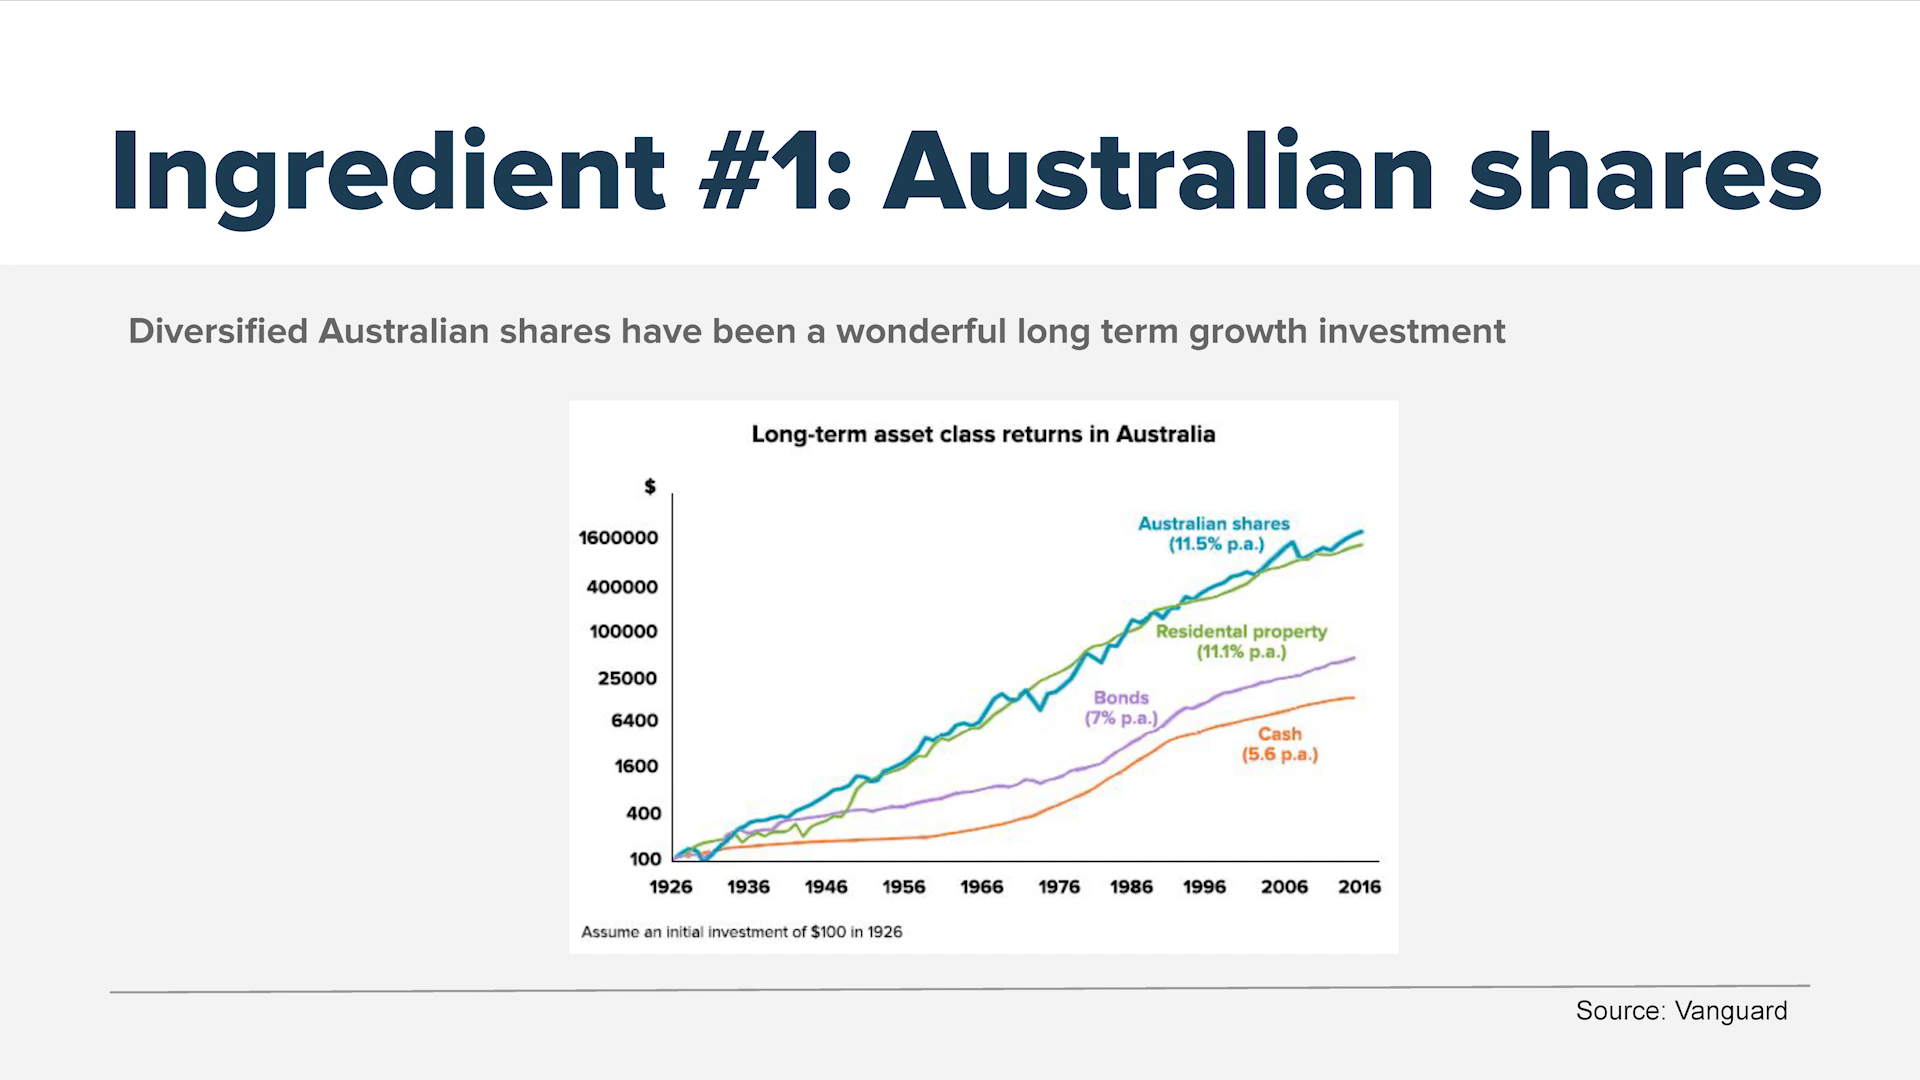 Ingredient #1: Australian shares
Diversified Australian shares have been a wonderful long term growth investment
Long-term asset class returns in Australia
$
1600000
400000
100000
25000
6400
1600
400
100
Australian shares
(11.5% p.a.)
Residental property
(11.1% p.a.)
Bonds
(7% p.a.)
Cash
(5.6 p.a.)
1926 1936 1946 1956 1966 1976 1986 1996 2006 2016
Assume an initial investment of $100 in 1926
Source: Vanguard